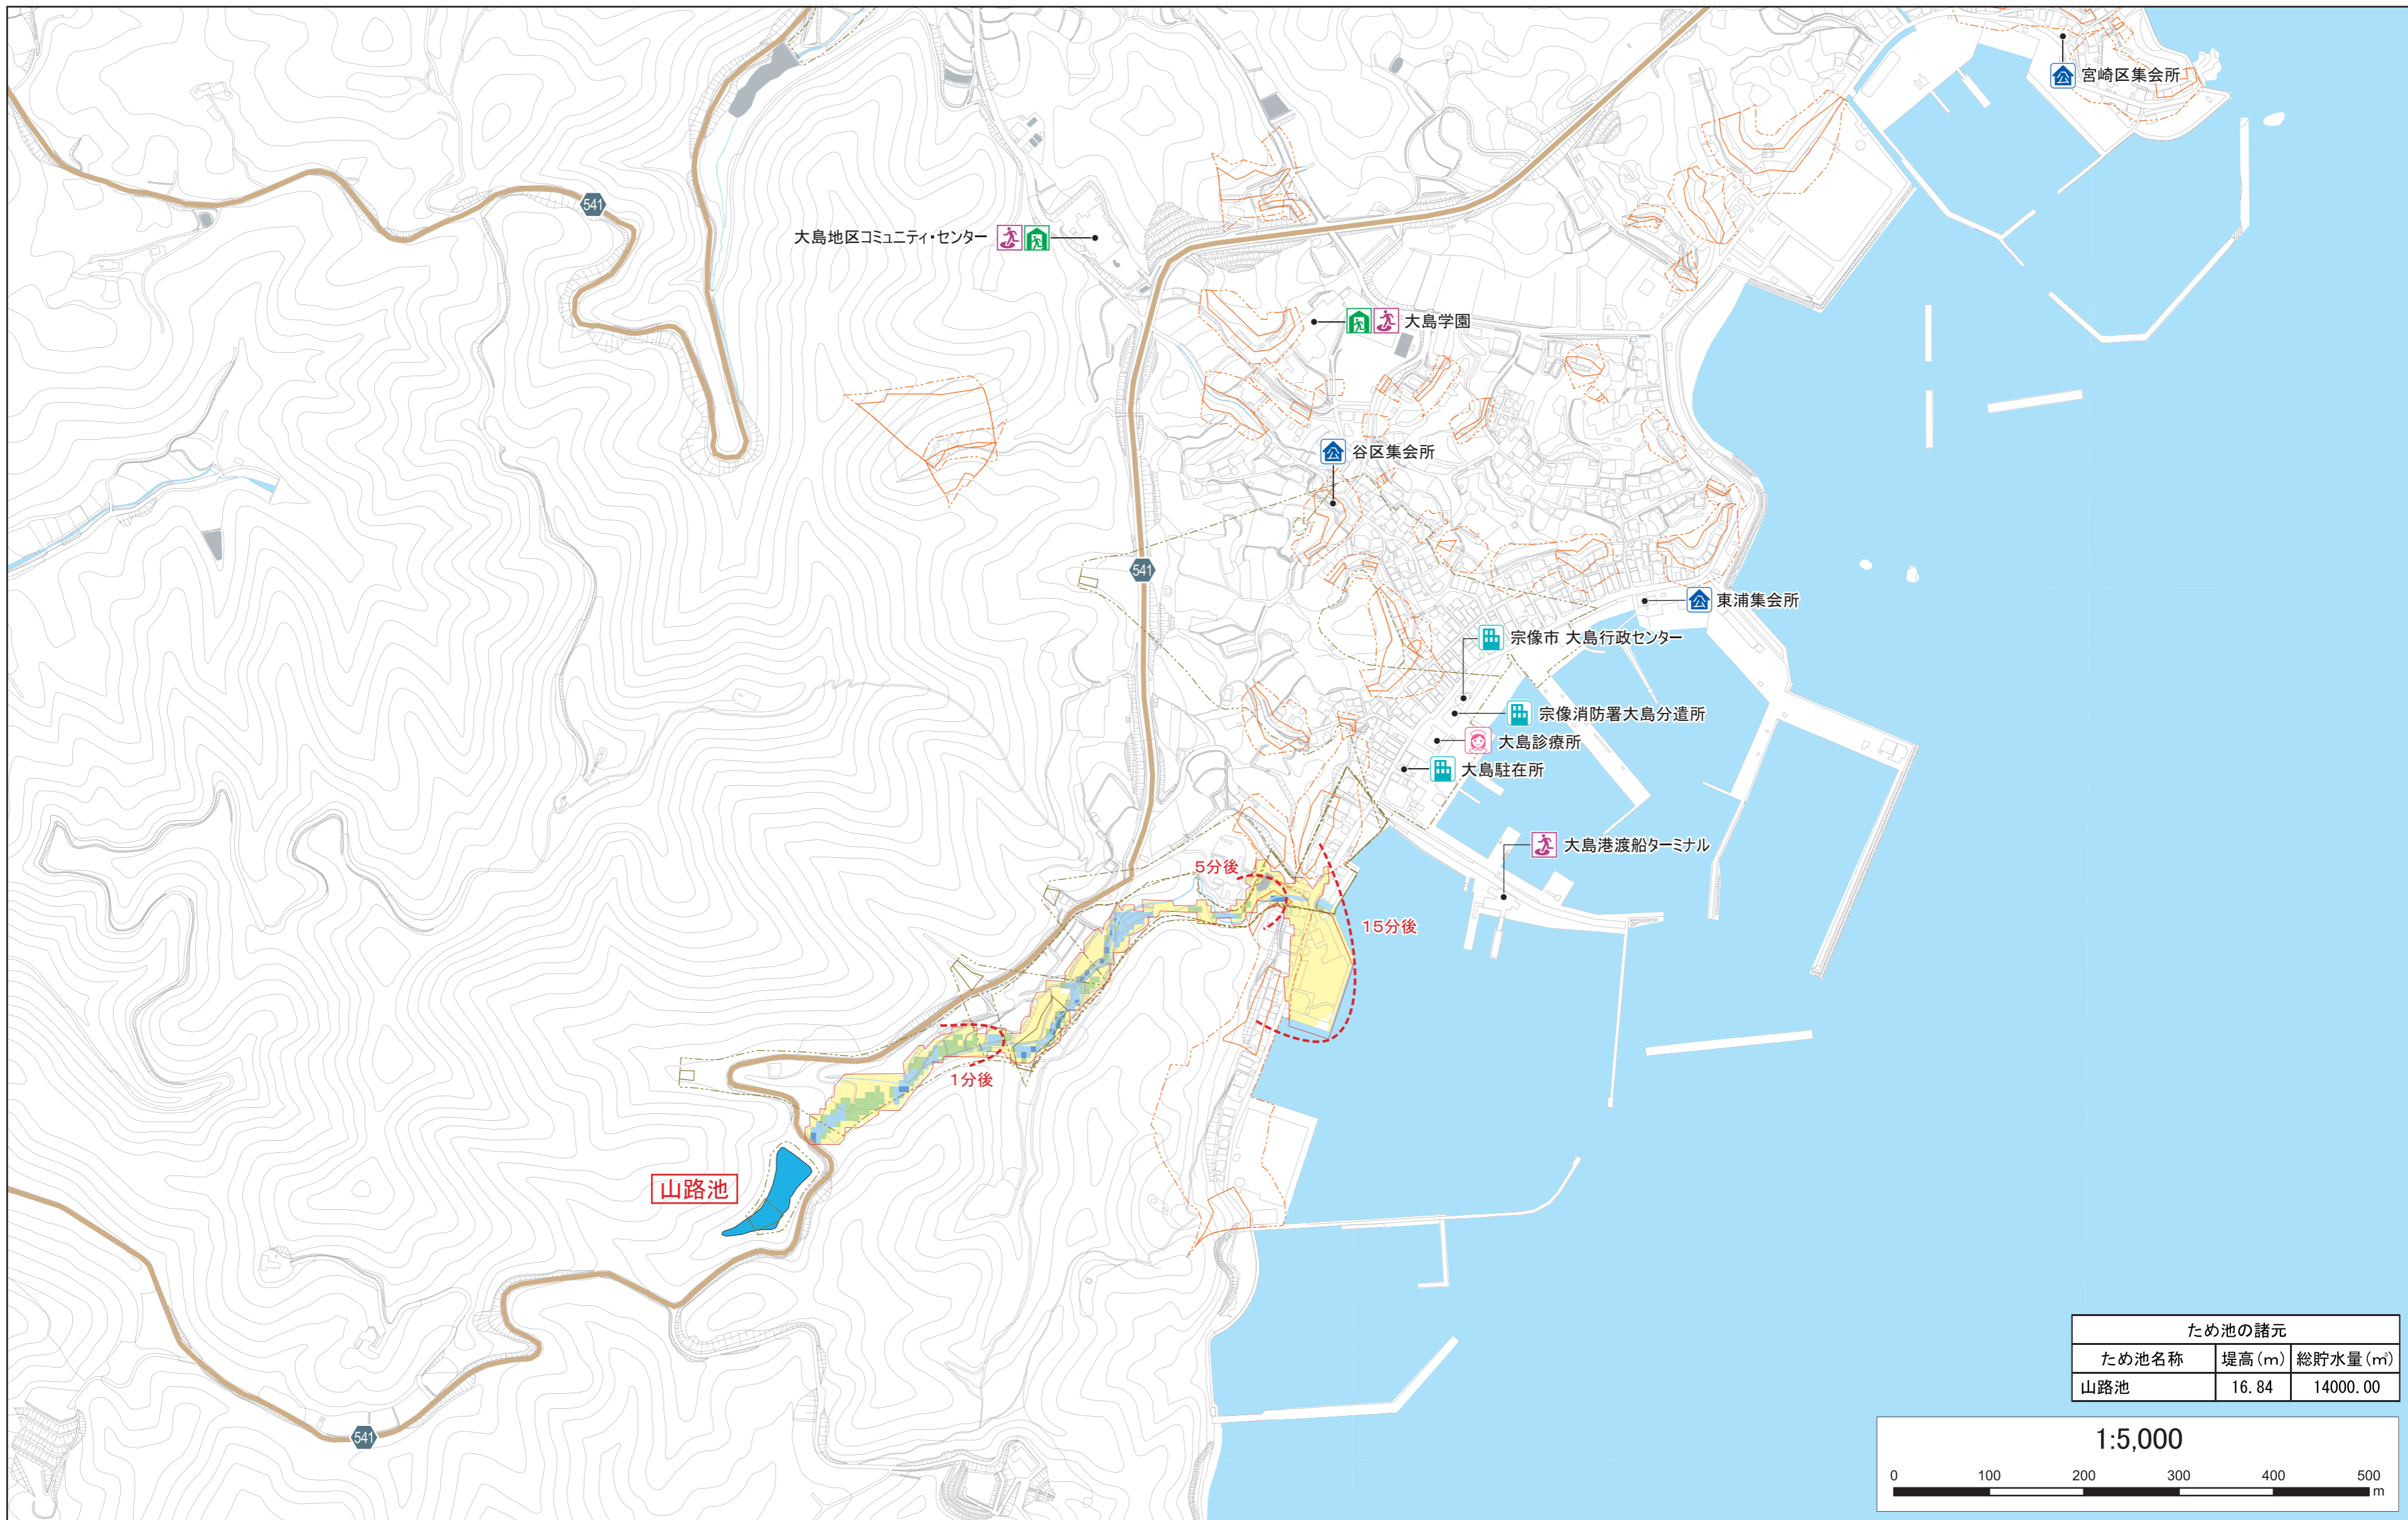 宮崎区集会所
541
大島地区コミュニティ・センター
大島学園
谷区集会所
541
東浦集会所
宗像市 大島行政センター
宗像消防署大島分遣所
大島診療所
大島駐在所
大島港渡船ターミナル
5分後
15分後
1分後
山路池
541
ため池の諸元
ため池名称 堤高(m) 総貯水量(㎥)
山路池 16.84 14000.00
1:5,000
0 100 200 300 400 500
m